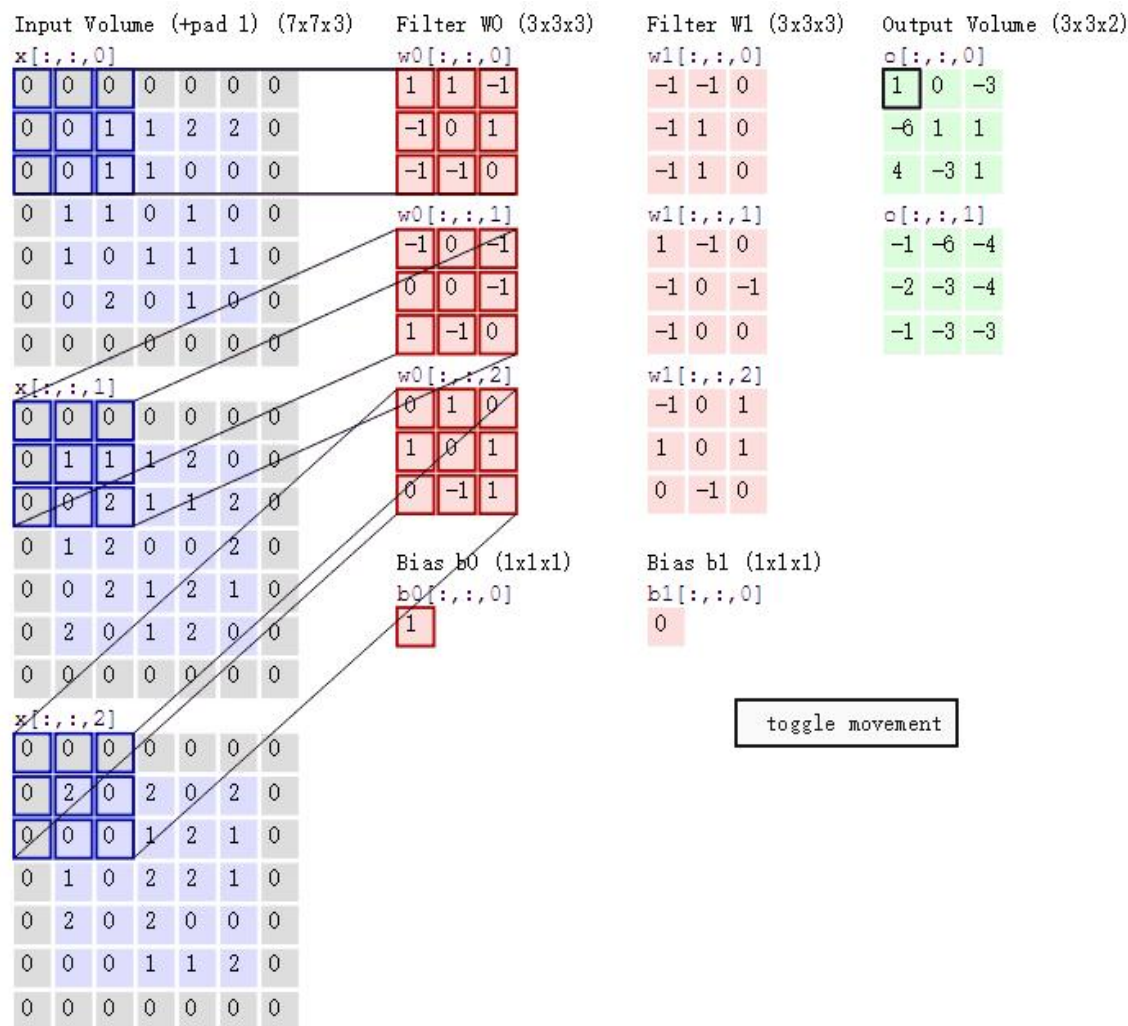 Input Volume (+pad 1) (7x7x3)
x[:,:,0]
0 0 0 0 0 0 0
0 0 1 1 2 2 0
0 0 1 1 0 0 0
0 1 1 0 1 0 0
0 1 0 1 1 1 0
0 0 2 0 1 0 0
0 0 0 0 0 0 0
x[:,:,1]
0 0 0 0 0 0 0
0 1 1 1 2 0 0
0 0 2 1 1 2 0
0 1 2 0 0 2 0
0 0 2 1 2 1 0
0 2 0 1 2 0 0
0 0 0 0 0 0 0
x[:,:,2]
0 0 0 0 0 0 0
0 2 0 2 0 2 0
0 0 0 1 2 1 0
0 1 0 2 2 1 0
0 2 0 2 0 0 0
0 0 0 1 1 2 0
0 0 0 0 0 0 0
Filter W0 (3x3x3)
w0[:,:,0]
1 1 -1
-1 0 1
-1 -1 0
w0[:,:,1]
-1 0 -1
0 0 -1
1 -1 0
w0[:,:,2]
0 1 0
1 0 1
0 -1 1
Bias b0 (1x1x1)
b0[:,:,0]
1
Filter W1 (3x3x3)
w1[:,:,0]
-1 -1 0
-1 1 0
-1 1 0
w1[:,:,1]
1 -1 0
-1 0 -1
-1 0 0
w1[:,:,2]
-1 0 1
1 0 1
0 -1 0
Bias b1 (1x1x1)
b1[:,:,0]
0
Output Volume (3x3x2)
o[:,:,0]
1 0 -3
-6 1 1
4 -3 1
o[:,:,1]
-1 -6 -4
-2 -3 -4
-1 -3 -3
toggle movement